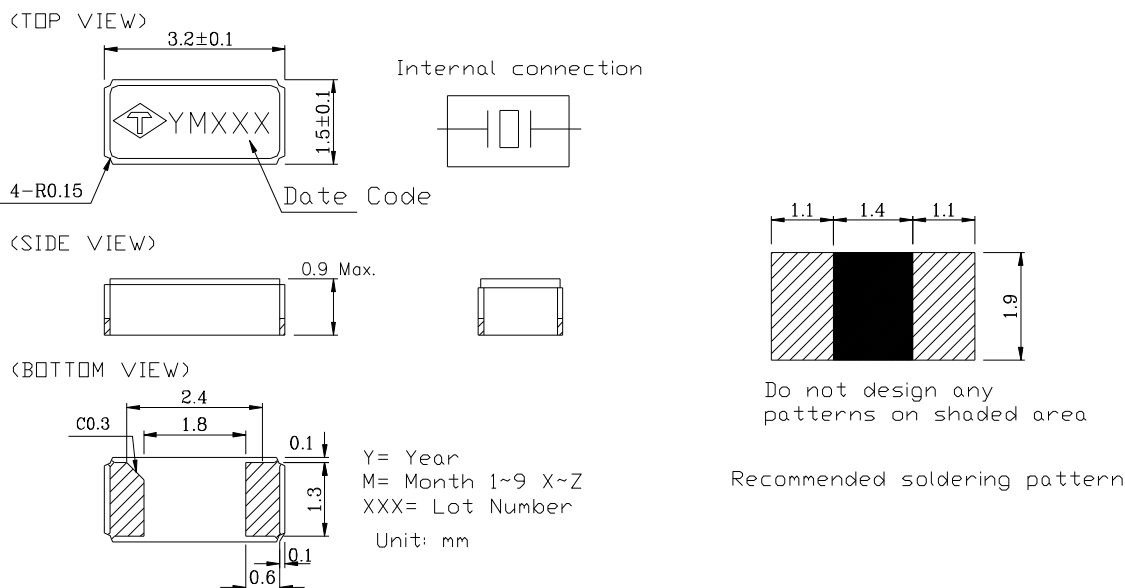 (TOP VIEW)
3.2±0.1
Internal connection
T YMXXX
1.5±0.1
4-R0.15
Date Code
1.1 1.4 1.1
(SIDE VIEW)
0.9 Max.
1.9
(BOTTOM VIEW)
Do not design any
patterns on shaded area
2.4
C0.3
1.8
0.1
Y= Year
M= Month 1~9 X~Z
XXX= Lot Number
Recommended soldering pattern
1.3
Unit: mm
0.1
0.6